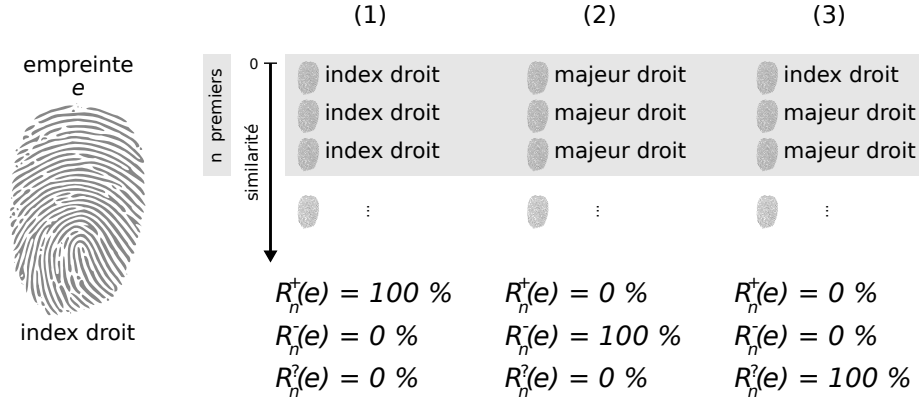 (1) (2) (3)
empreinte
e
0
n premiers
similarité
index droit majeur droit index droit
index droit majeur droit majeur droit
index droit majeur droit majeur droit
... ... ...
index droit
R⁺ₙ(e) = 100 % R⁺ₙ(e) = 0 % R⁺ₙ(e) = 0 %
R⁻ₙ(e) = 0 % R⁻ₙ(e) = 100 % R⁻ₙ(e) = 0 %
R?ₙ(e) = 0 % R?ₙ(e) = 0 % R?ₙ(e) = 100 %